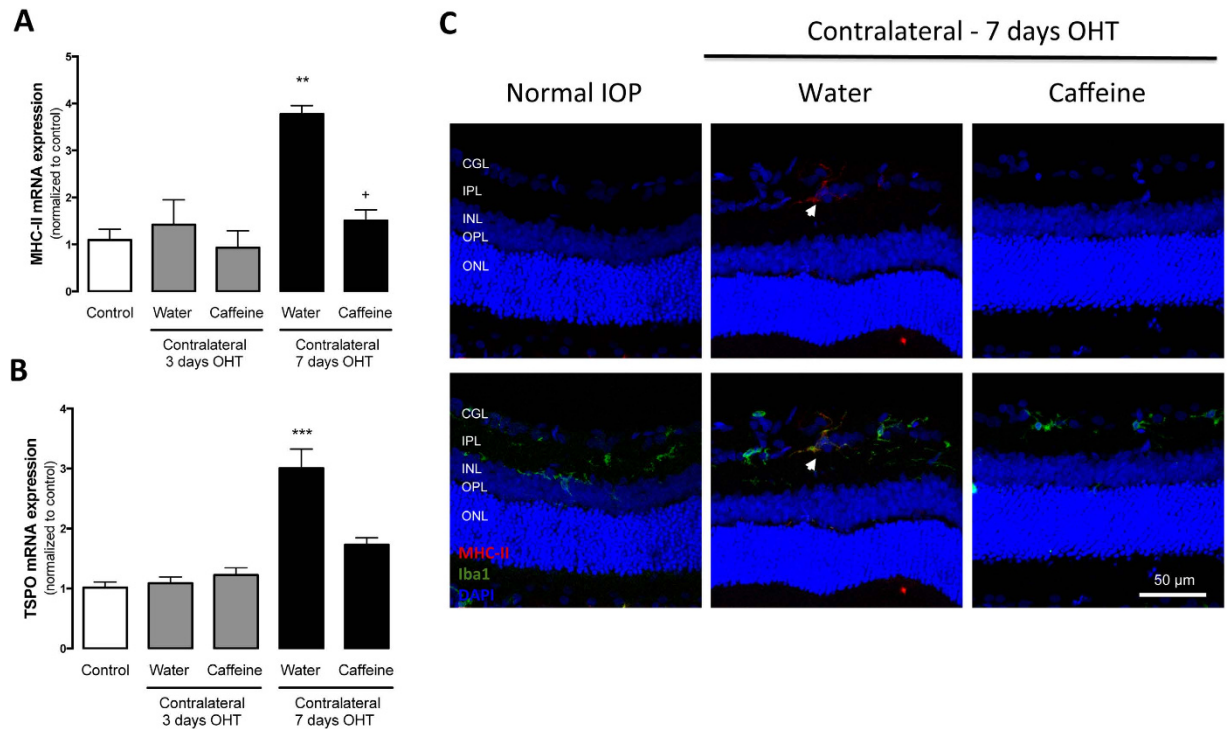 A
MHC-II mRNA expression
(normalized to control)
5
4
3
2
1
0
**
+
Control
Water
Caffeine
Water
Caffeine
Contralateral
3 days OHT
Contralateral
7 days OHT
B
TSPO mRNA expression
(normalized to control)
4
3
2
1
0
***
Control
Water
Caffeine
Water
Caffeine
Contralateral
3 days OHT
Contralateral
7 days OHT
C
Contralateral - 7 days OHT
Normal IOP
Water
Caffeine
CGL
IPL
INL
OPL
ONL
CGL
IPL
INL
OPL
ONL
MHC-II
Iba1
DAPI
50 µm